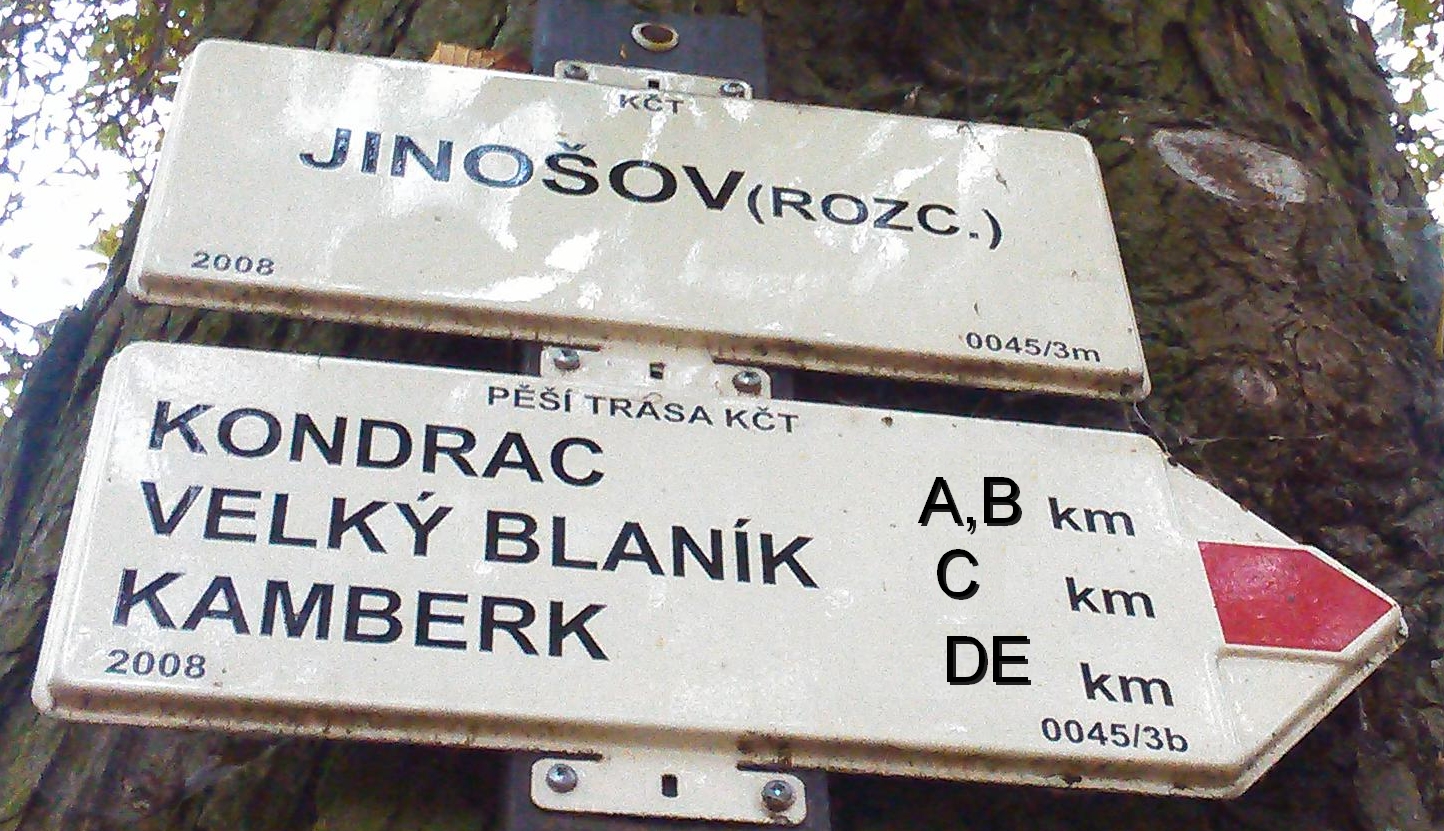 KČT
JINOŠOV(ROZC.)
2008
0045/3m
PĚŠÍ TRASA KČT
KONDRAC A,B km
VELKÝ BLANÍK C km
KAMBERK DE km
2008
0045/3b